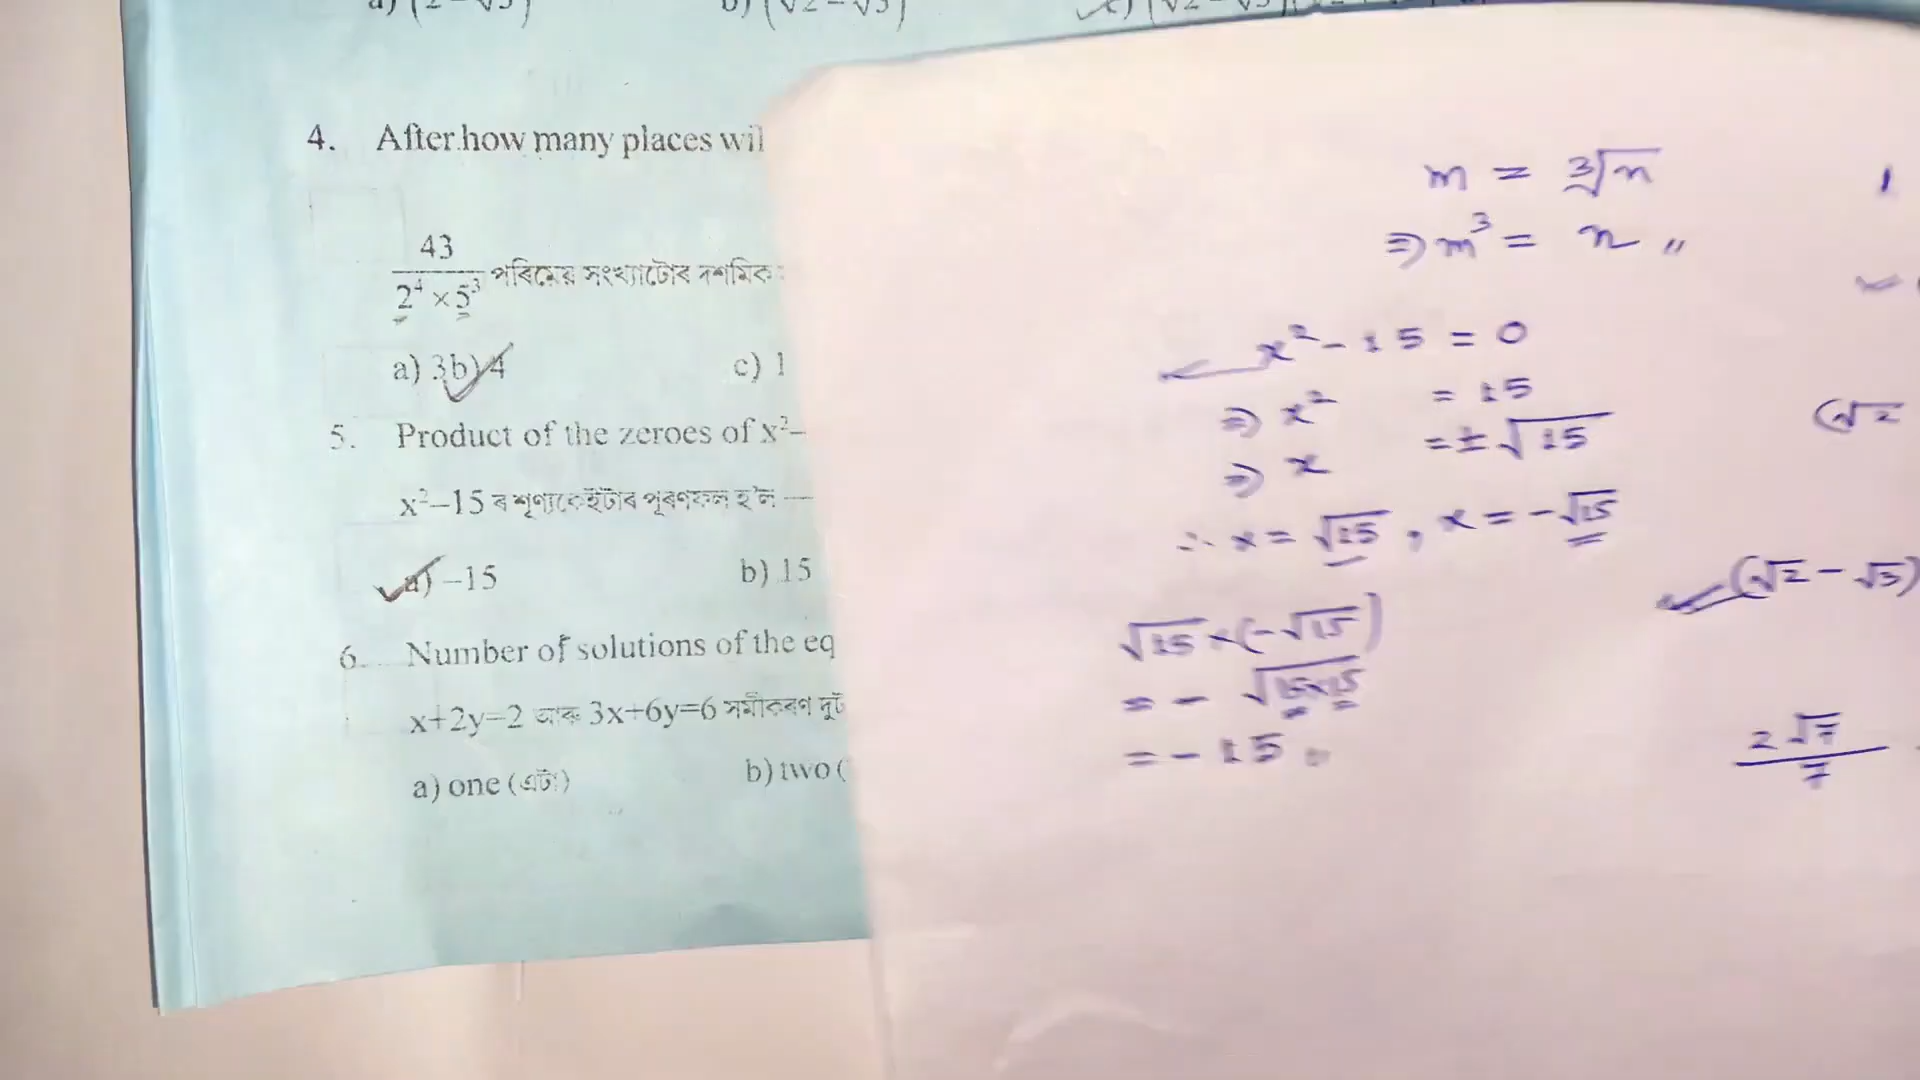 4. After how many places wil
43
2⁴ × 5³ পৰিমেয় সংখ্যাটোৰ দশমিক
a) 3 b) 4 c) 1
5. Product of the zeroes of x²–
x²–15 ৰ শূণ্যকেইটাৰ পূৰণফল হ'ল —
a) –15 b) 15
6. Number of solutions of the eq
x+2y=2 আৰু 3x+6y=6 সমীকৰণ দুট
a) one (এটা) b) two (
m = ∛n
⇒ m³ = n „
x² – 15 = 0
⇒ x² = 15
⇒ x = ± √15
∴ x = √15 , x = –√15
√15 × (–√15)
= – √15×15
= – 15
(√2
(√2 – √3)
2√7
7